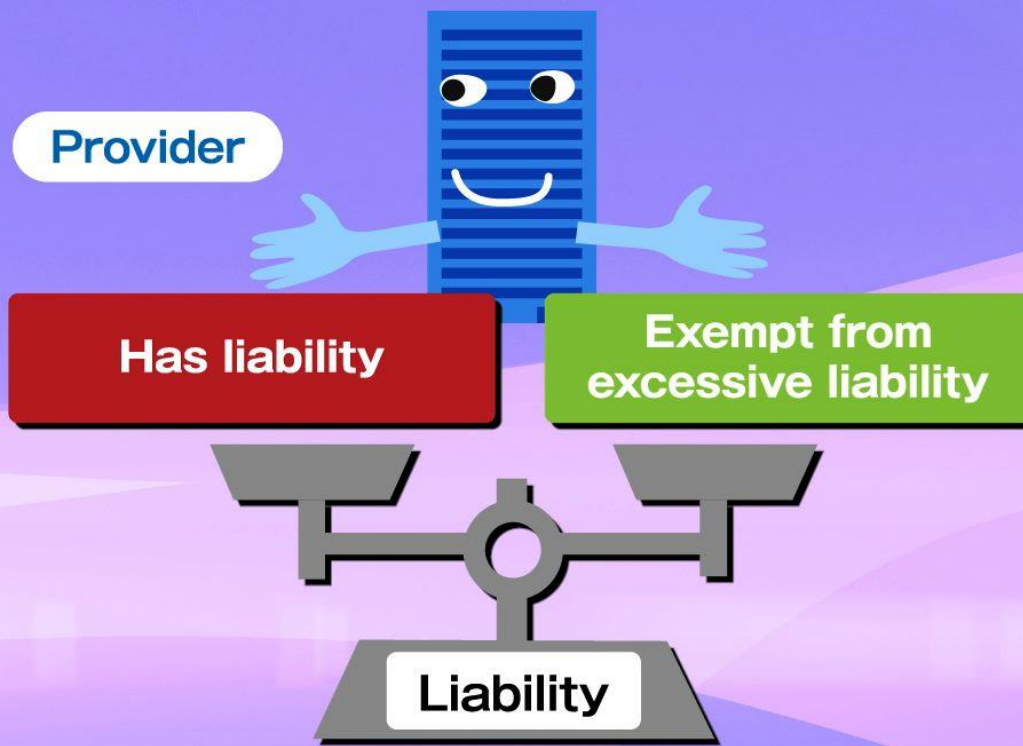 Provider
Has liability
Exempt from
excessive liability
Liability